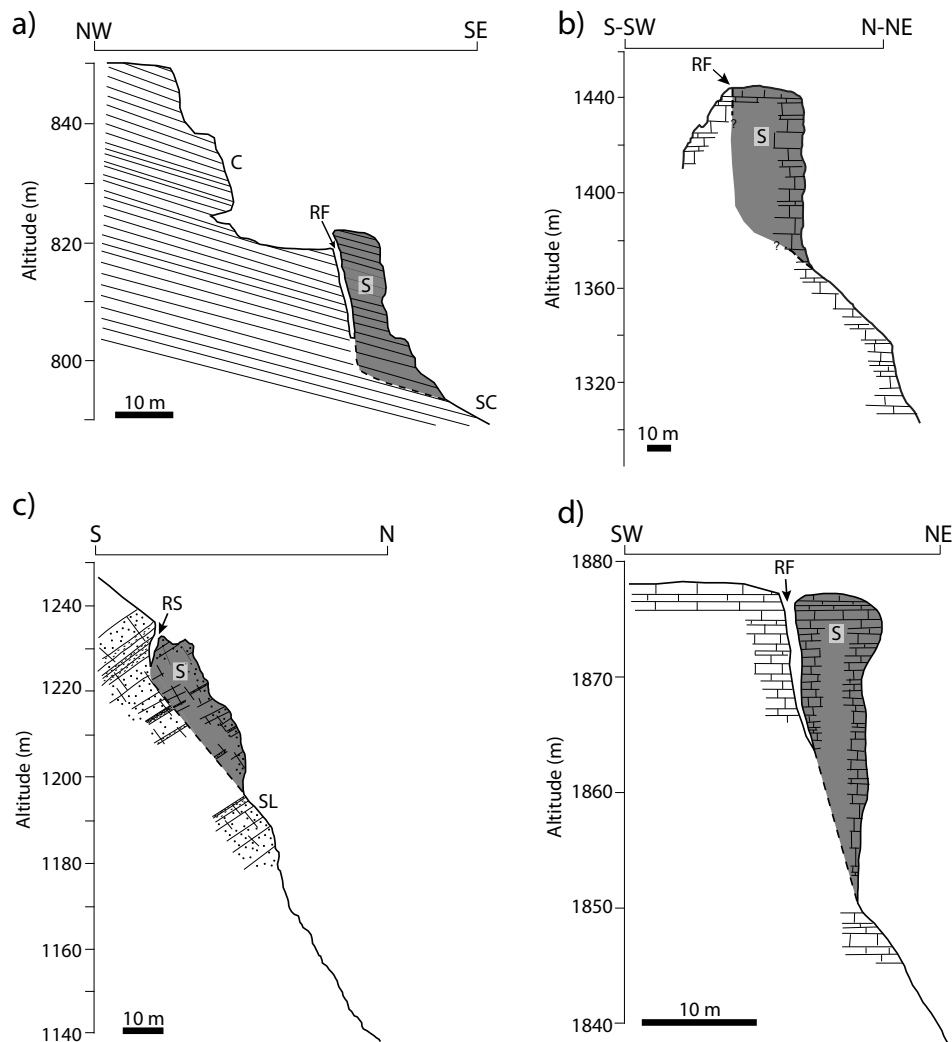 a)
NW SE
Altitude (m)
840
820
800
C
RF
S
SC
10 m
b)
S-SW N-NE
Altitude (m)
1440
1400
1360
1320
RF
?
S
?
10 m
c)
S N
Altitude (m)
1240
1220
1200
1180
1160
1140
RS
S
SL
10 m
d)
SW NE
Altitude (m)
1880
1870
1860
1850
1840
RF
S
10 m